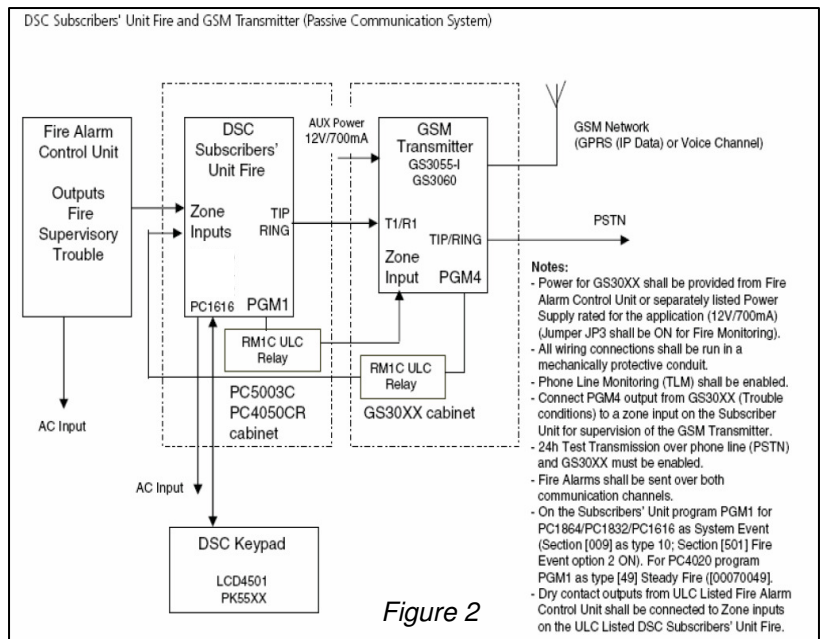 DSC Subscribers' Unit Fire and GSM Transmitter (Passive Communication System)
Fire Alarm
Control Unit
Outputs
Fire
Supervisory
Trouble
AC Input
DSC
Subscribers'
Unit Fire
Zone
Inputs
TIP
RING
PC1616
PGM1
RM1C ULC
Relay
PC5003C
PC4050CR
cabinet
AC Input
DSC Keypad
LCD4501
PK55XX
AUX Power
12V/700mA
GSM
Transmitter
GS3055-I
GS3060
T1/R1
TIP/RING
Zone
Input
PGM4
RM1C ULC
Relay
GS30XX cabinet
GSM Network
(GPRS (IP Data) or Voice Channel)
PSTN
Notes:
- Power for GS30XX shall be provided from Fire
Alarm Control Unit or separately listed Power
Supply rated for the application (12V/700mA)
(Jumper JP3 shall be ON for Fire Monitoring).
- All wiring connections shall be run in a
mechanically protective conduit.
- Phone Line Monitoring (TLM) shall be enabled.
- Connect PGM4 output from GS30XX (Trouble
conditions) to a zone input on the Subscriber
Unit for supervision of the GSM Transmitter.
- 24h Test Transmission over phone line (PSTN)
and GS30XX must be enabled.
- Fire Alarms shall be sent over both
communication channels.
- On the Subscribers' Unit program PGM1 for
PC1864/PC1832/PC1616 as System Event
(Section [009] as type 10; Section [501] Fire
Event option 2 ON). For PC4020 program
PGM1 as type [49] Steady Fire ([00070049].
- Dry contact outputs from ULC Listed Fire Alarm
Control Unit shall be connected to Zone inputs
on the ULC Listed DSC Subscribers' Unit Fire.
Figure 2